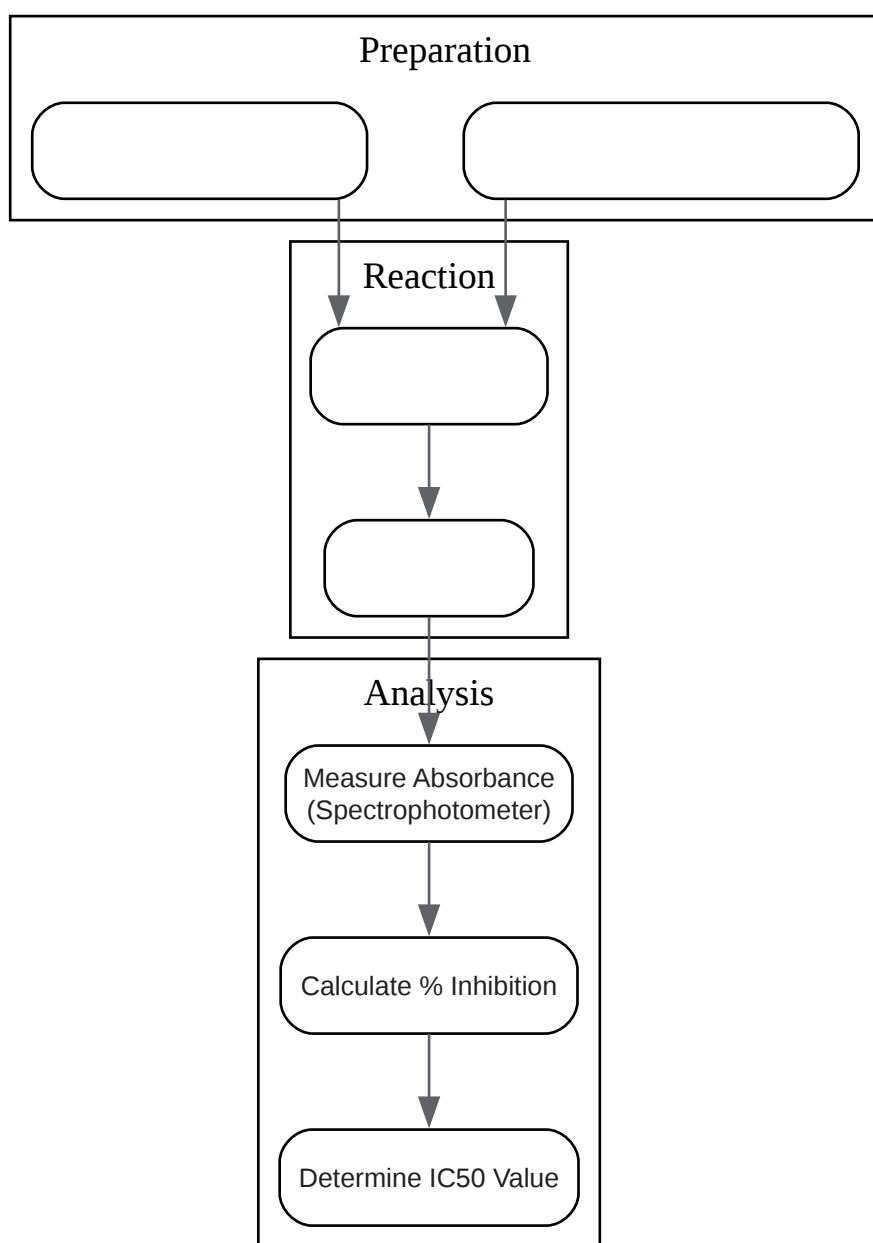 Preparation
Reaction
Analysis
Measure Absorbance
(Spectrophotometer)
Calculate % Inhibition
Determine IC50 Value